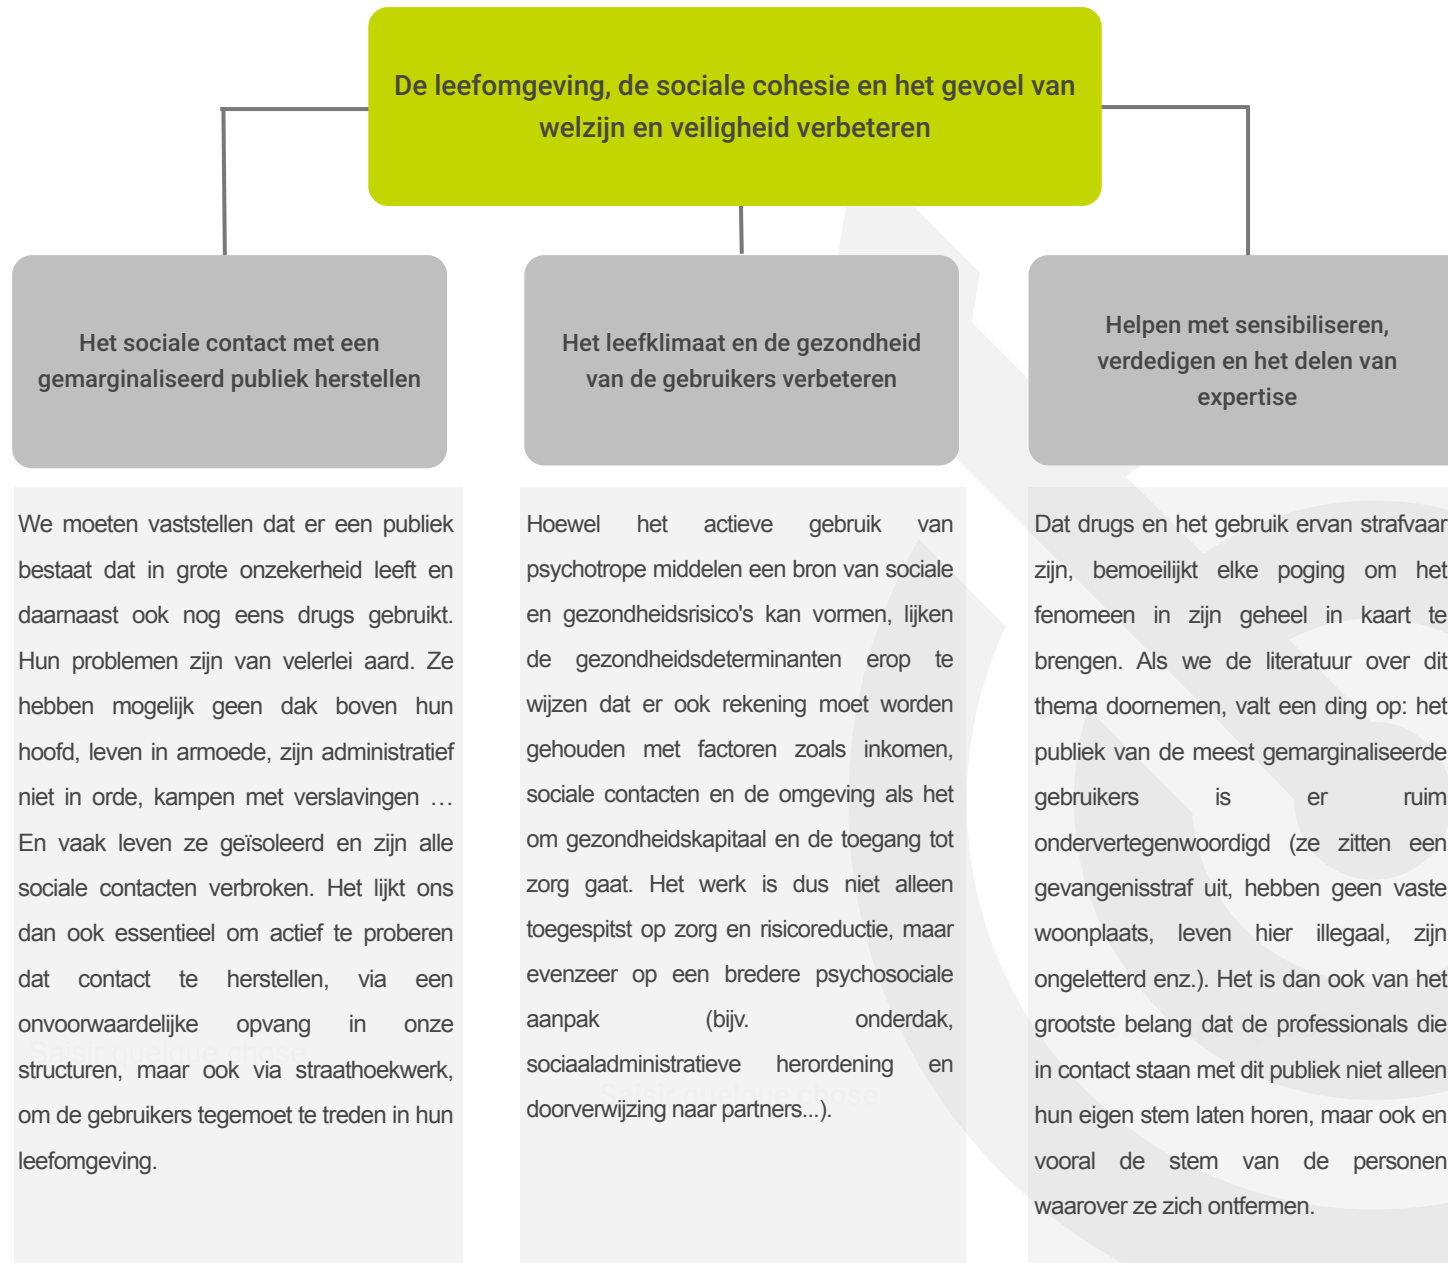 De leefomgeving, de sociale cohesie en het gevoel van
welzijn en veiligheid verbeteren
Het sociale contact met een
gemarginaliseerd publiek herstellen
We moeten vaststellen dat er een publiek
bestaat dat in grote onzekerheid leeft en
daarnaast ook nog eens drugs gebruikt.
Hun problemen zijn van velerlei aard. Ze
hebben mogelijk geen dak boven hun
hoofd, leven in armoede, zijn administratief
niet in orde, kampen met verslavingen …
En vaak leven ze geïsoleerd en zijn alle
sociale contacten verbroken. Het lijkt ons
dan ook essentieel om actief te proberen
dat contact te herstellen, via een
onvoorwaardelijke opvang in onze
Saisir quelque chose
structuren, maar ook via straathoekwerk,
om de gebruikers tegemoet te treden in hun
leefomgeving.
Het leefklimaat en de gezondheid
van de gebruikers verbeteren
Hoewel het actieve gebruik van
psychotrope middelen een bron van sociale
en gezondheidsrisico's kan vormen, lijken
de gezondheidsdeterminanten erop te
wijzen dat er ook rekening moet worden
gehouden met factoren zoals inkomen,
sociale contacten en de omgeving als het
om gezondheidskapitaal en de toegang tot
zorg gaat. Het werk is dus niet alleen
toegespitst op zorg en risicoreductie, maar
evenzeer op een bredere psychosociale
aanpak (bijv. onderdak,
sociaaladministratieve herordening en
Saisir quelque chose
doorverwijzing naar partners...).
Helpen met sensibiliseren,
verdedigen en het delen van
expertise
Dat drugs en het gebruik ervan strafvaar
zijn, bemoeilijkt elke poging om het
fenomeen in zijn geheel in kaart te
brengen. Als we de literatuur over dit
thema doornemen, valt een ding op: het
publiek van de meest gemarginaliseerde
gebruikers is er ruim
ondervertegenwoordigd (ze zitten een
gevangenisstraf uit, hebben geen vaste
woonplaats, leven hier illegaal, zijn
ongeletterd enz.). Het is dan ook van het
grootste belang dat de professionals die
in contact staan met dit publiek niet alleen
hun eigen stem laten horen, maar ook en
vooral de stem van de personen
waarover ze zich ontfermen.